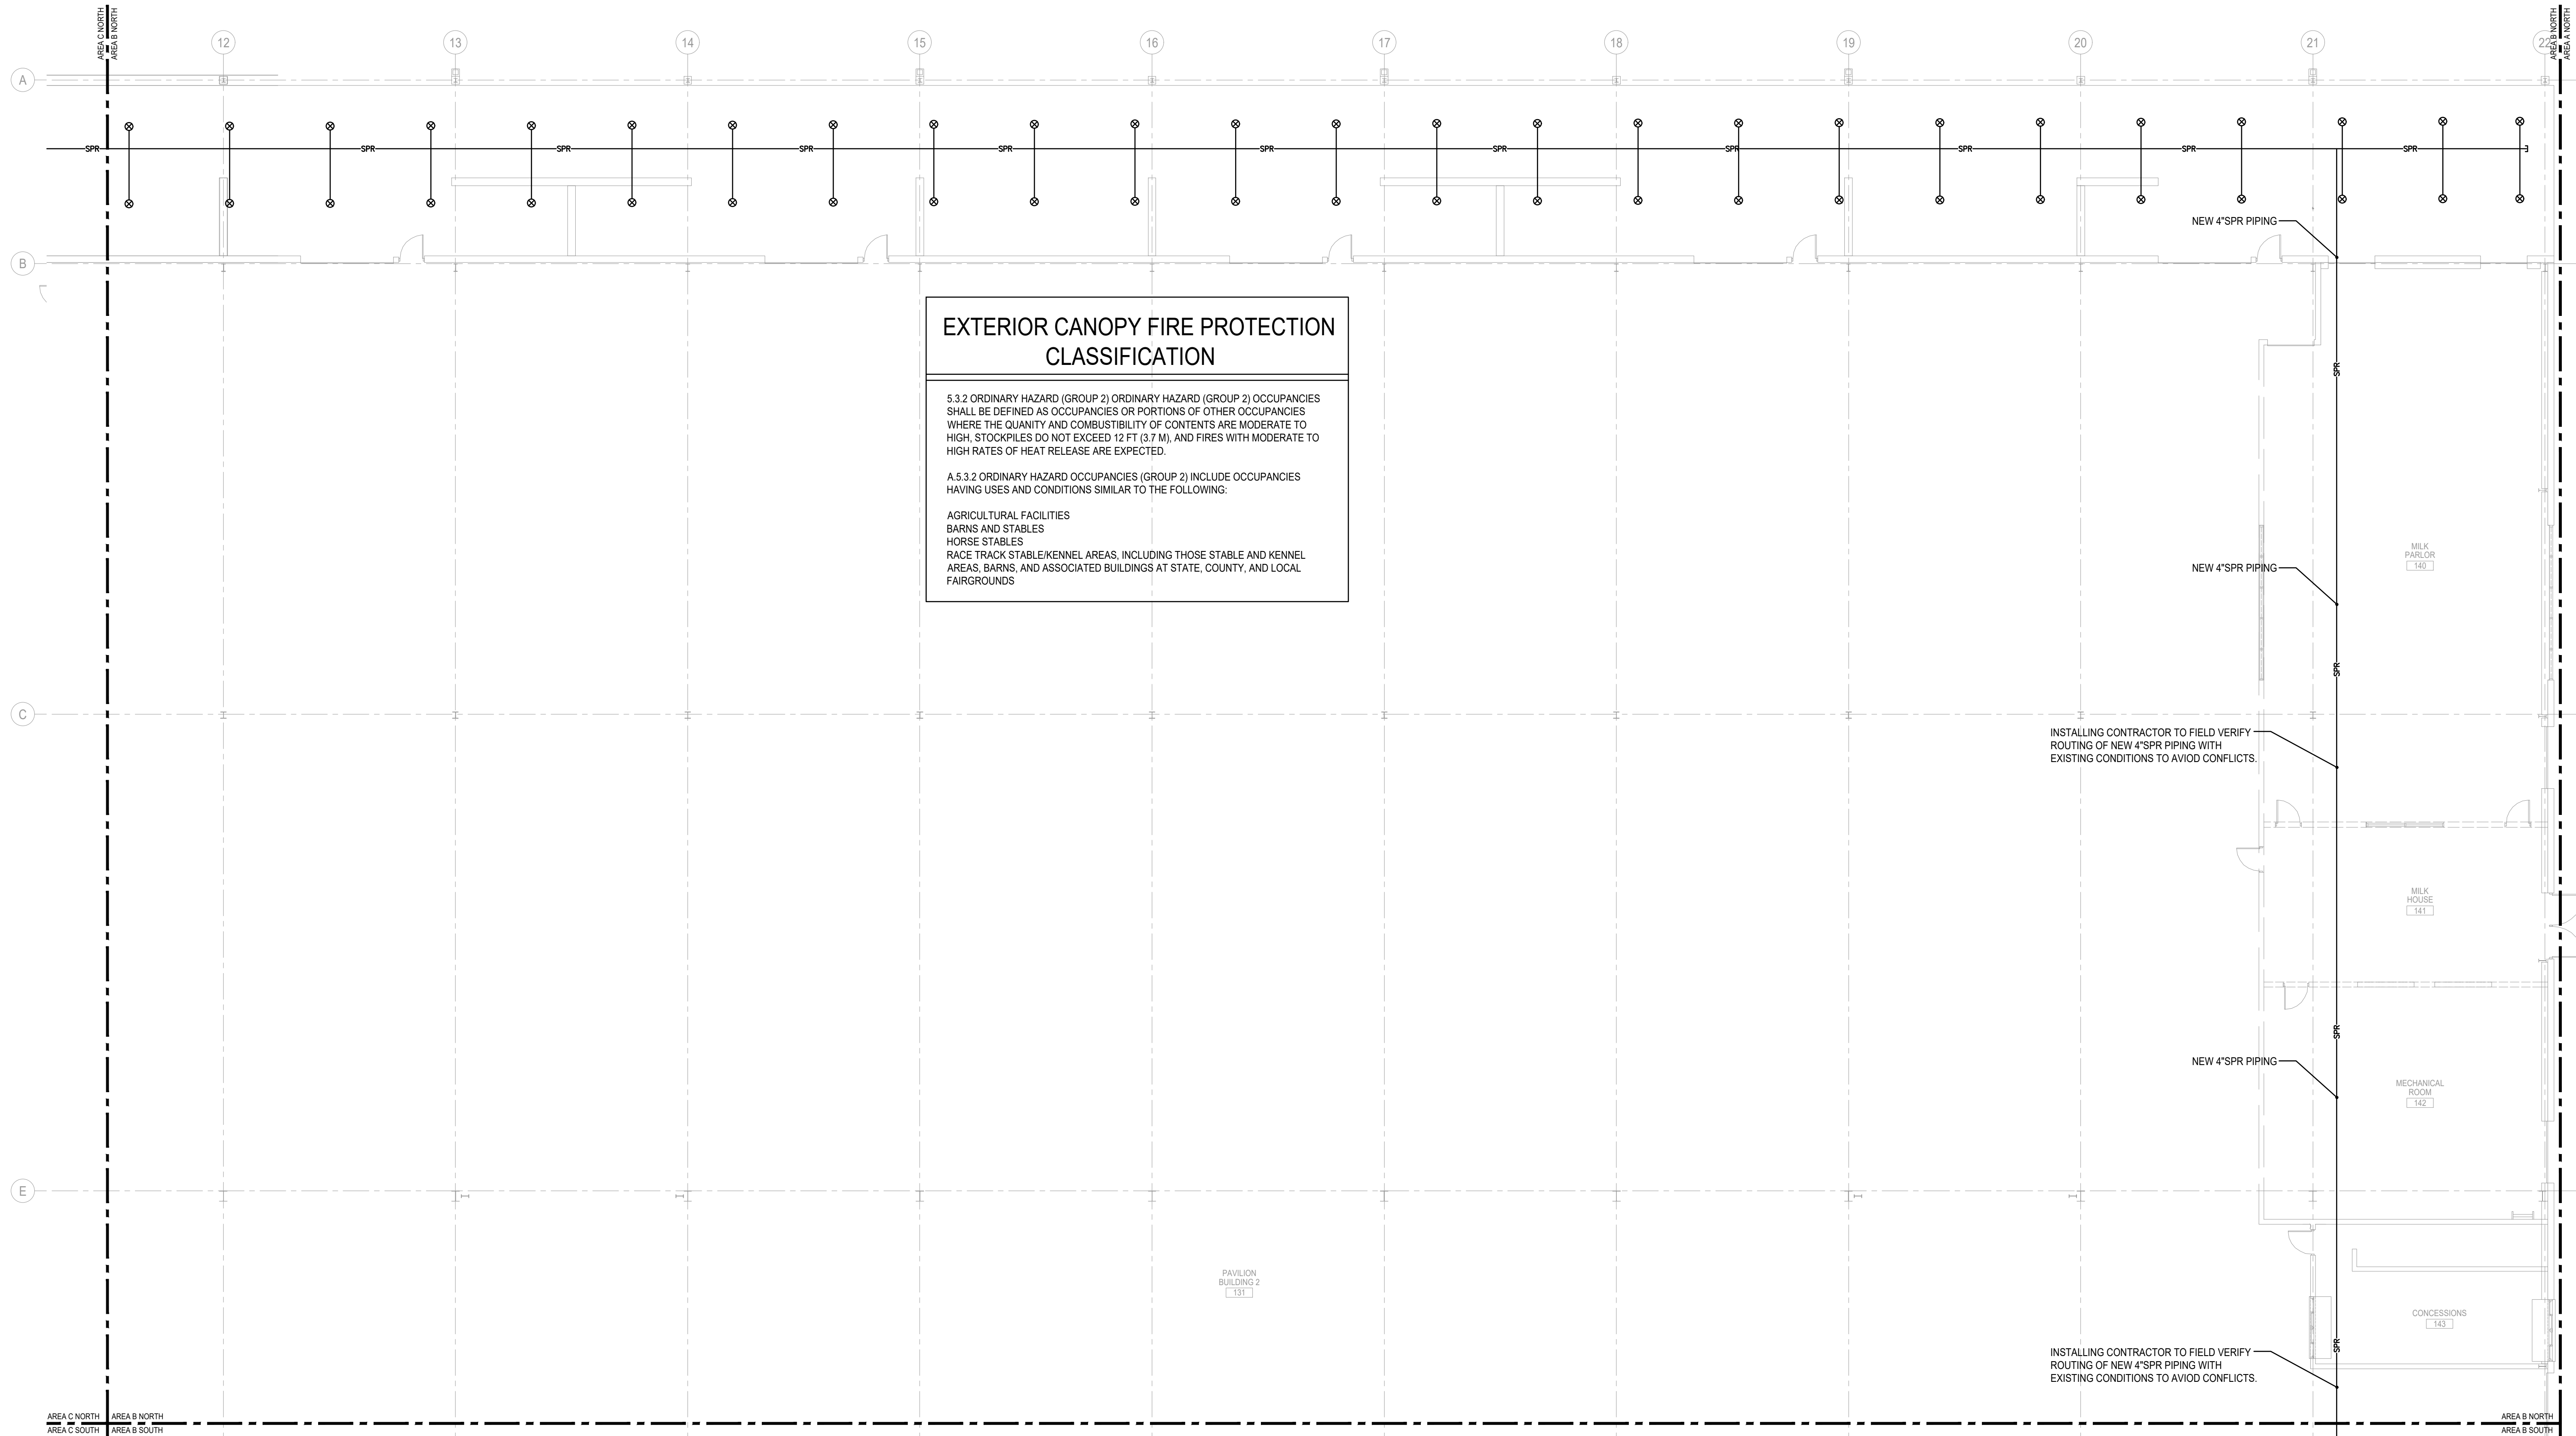 AREA C NORTH
AREA B NORTH
AREA B NORTH
AREA A NORTH
12
13
14
15
16
17
18
19
20
21
22
A
SPR
SPR
SPR
SPR
SPR
SPR
SPR
SPR
SPR
SPR
SPR
NEW 4"SPR PIPING
B
EXTERIOR CANOPY FIRE PROTECTION
CLASSIFICATION
5.3.2 ORDINARY HAZARD (GROUP 2) ORDINARY HAZARD (GROUP 2) OCCUPANCIES
SHALL BE DEFINED AS OCCUPANCIES OR PORTIONS OF OTHER OCCUPANCIES
WHERE THE QUANITY AND COMBUSTIBILITY OF CONTENTS ARE MODERATE TO
HIGH, STOCKPILES DO NOT EXCEED 12 FT (3.7 M), AND FIRES WITH MODERATE TO
HIGH RATES OF HEAT RELEASE ARE EXPECTED.
A.5.3.2 ORDINARY HAZARD OCCUPANCIES (GROUP 2) INCLUDE OCCUPANCIES
HAVING USES AND CONDITIONS SIMILAR TO THE FOLLOWING:
AGRICULTURAL FACILITIES
BARNS AND STABLES
HORSE STABLES
RACE TRACK STABLE/KENNEL AREAS, INCLUDING THOSE STABLE AND KENNEL
AREAS, BARNS, AND ASSOCIATED BUILDINGS AT STATE, COUNTY, AND LOCAL
FAIRGROUNDS
SPR
MILK
PARLOR
140
NEW 4"SPR PIPING
SPR
C
INSTALLING CONTRACTOR TO FIELD VERIFY
ROUTING OF NEW 4"SPR PIPING WITH
EXISTING CONDITIONS TO AVIOD CONFLICTS.
MILK
HOUSE
141
SPR
NEW 4"SPR PIPING
MECHANICAL
ROOM
142
E
PAVILION
BUILDING 2
131
CONCESSIONS
143
SPR
INSTALLING CONTRACTOR TO FIELD VERIFY
ROUTING OF NEW 4"SPR PIPING WITH
EXISTING CONDITIONS TO AVIOD CONFLICTS.
AREA C NORTH
AREA B NORTH
AREA B NORTH
AREA C SOUTH
AREA B SOUTH
AREA B SOUTH